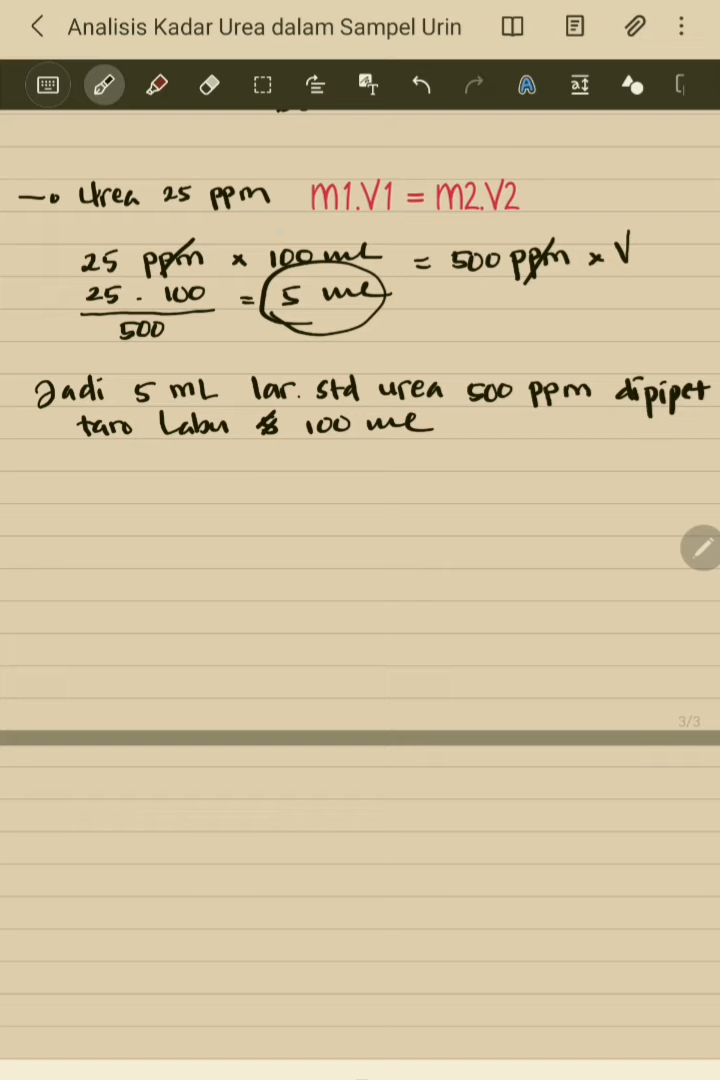 Analisis Kadar Urea dalam Sampel Urin
—o Urea 25 ppm m1.V1 = m2.V2
25 ppm x 100 ml = 500 ppm x V
25 . 100 = 5 ml
500
Jadi 5 mL lar. std urea 500 ppm dipipet
taro labu 100 ml
3/3